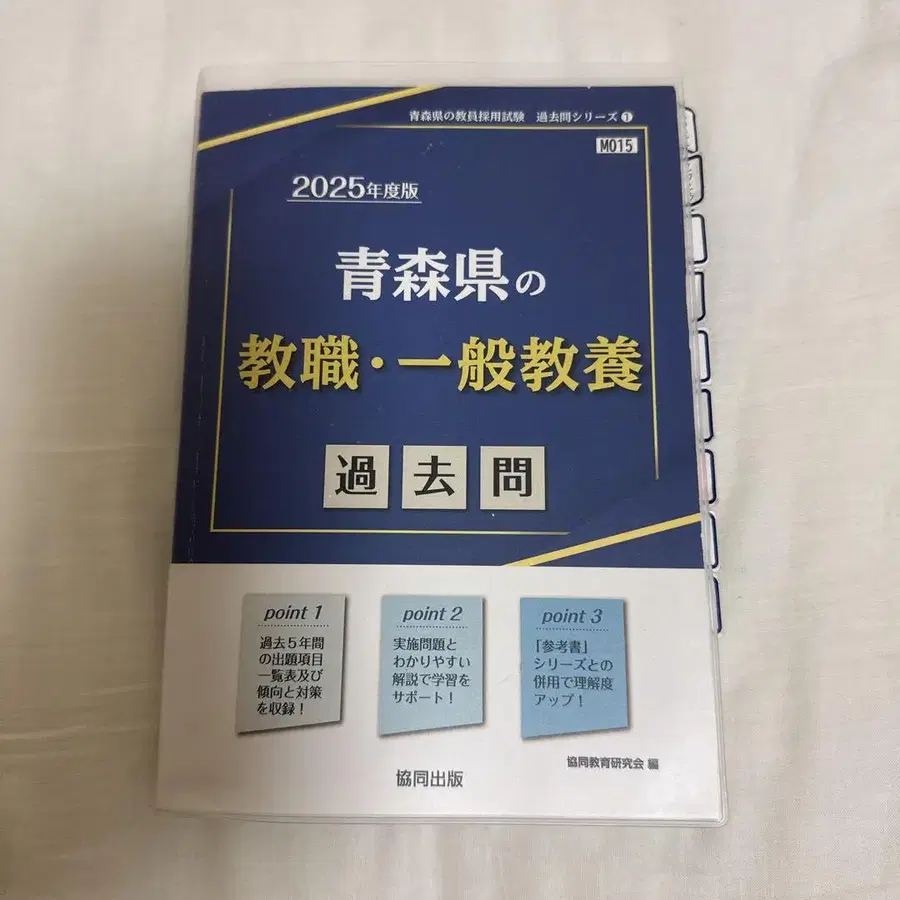 青森県の教員採用試験 過去問シリーズ❶
M015
2025年度版
青森県の
教職・一般教養
過去問
point 1
過去5年間
の出題項目
一覧表及び
傾向と対策
を収録！
point 2
実施問題と
わかりやすい
解説で学習を
サポート！
point 3
「参考書」
シリーズとの
併用で理解度
アップ！
協同教育研究会 編
協同出版